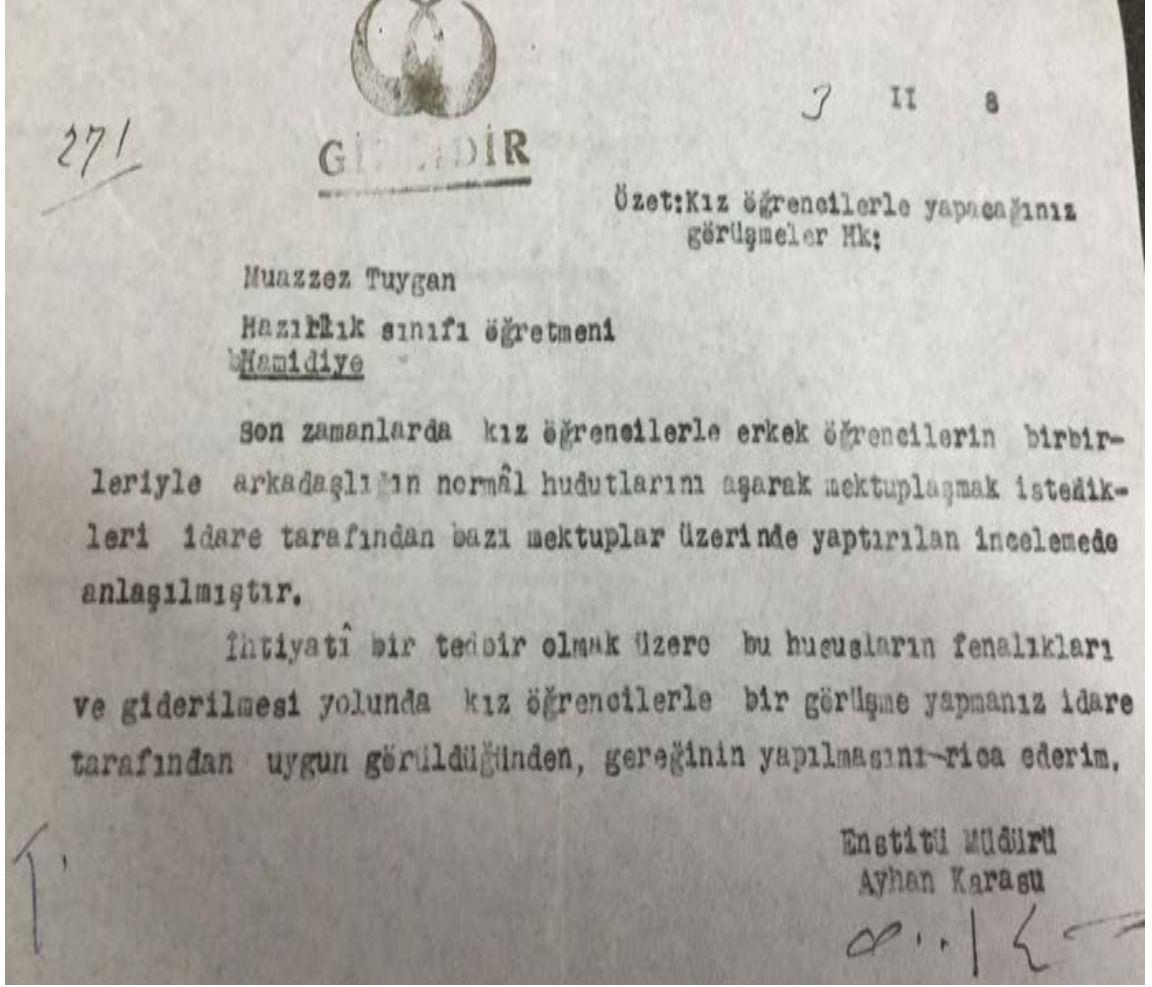 3 II 8
271
GİZLİDİR
Özet:Kız öğrencilerle yapacağınız
görüşmeler Hk:
Muazzez Tuygan
Hazırlık sınıfı öğretmeni
Hamidiye
Son zamanlarda kız öğrencilerle erkek öğrencilerin birbir-
leriyle arkadaşlığın normâl hudutlarını aşarak mektuplaşmak istedik-
leri idare tarafından bazı mektuplar üzerinde yaptırılan incelemede
anlaşılmıştır.
İhtiyatî bir tedbir olmak üzere bu hususların fenalıkları
ve giderilmesi yolunda kız öğrencilerle bir görüşme yapmanız idare
tarafından uygun görüldüğünden, gereğinin yapılmasını rica ederim.
Enstitü Müdürü
Ayhan Karasu